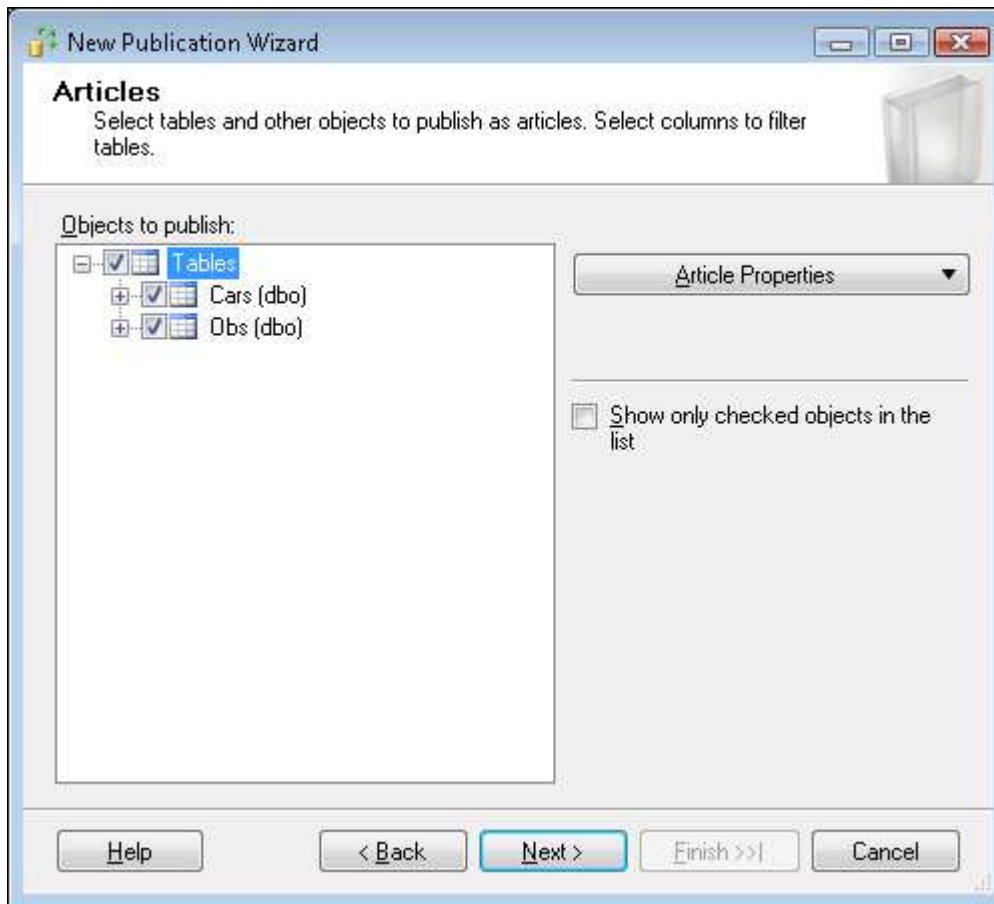 New Publication Wizard
Articles
Select tables and other objects to publish as articles. Select columns to filter
tables.
Objects to publish:
Tables
Cars (dbo)
Obs (dbo)
Article Properties
Show only checked objects in the
list
Help
< Back
Next >
Finish >>|
Cancel